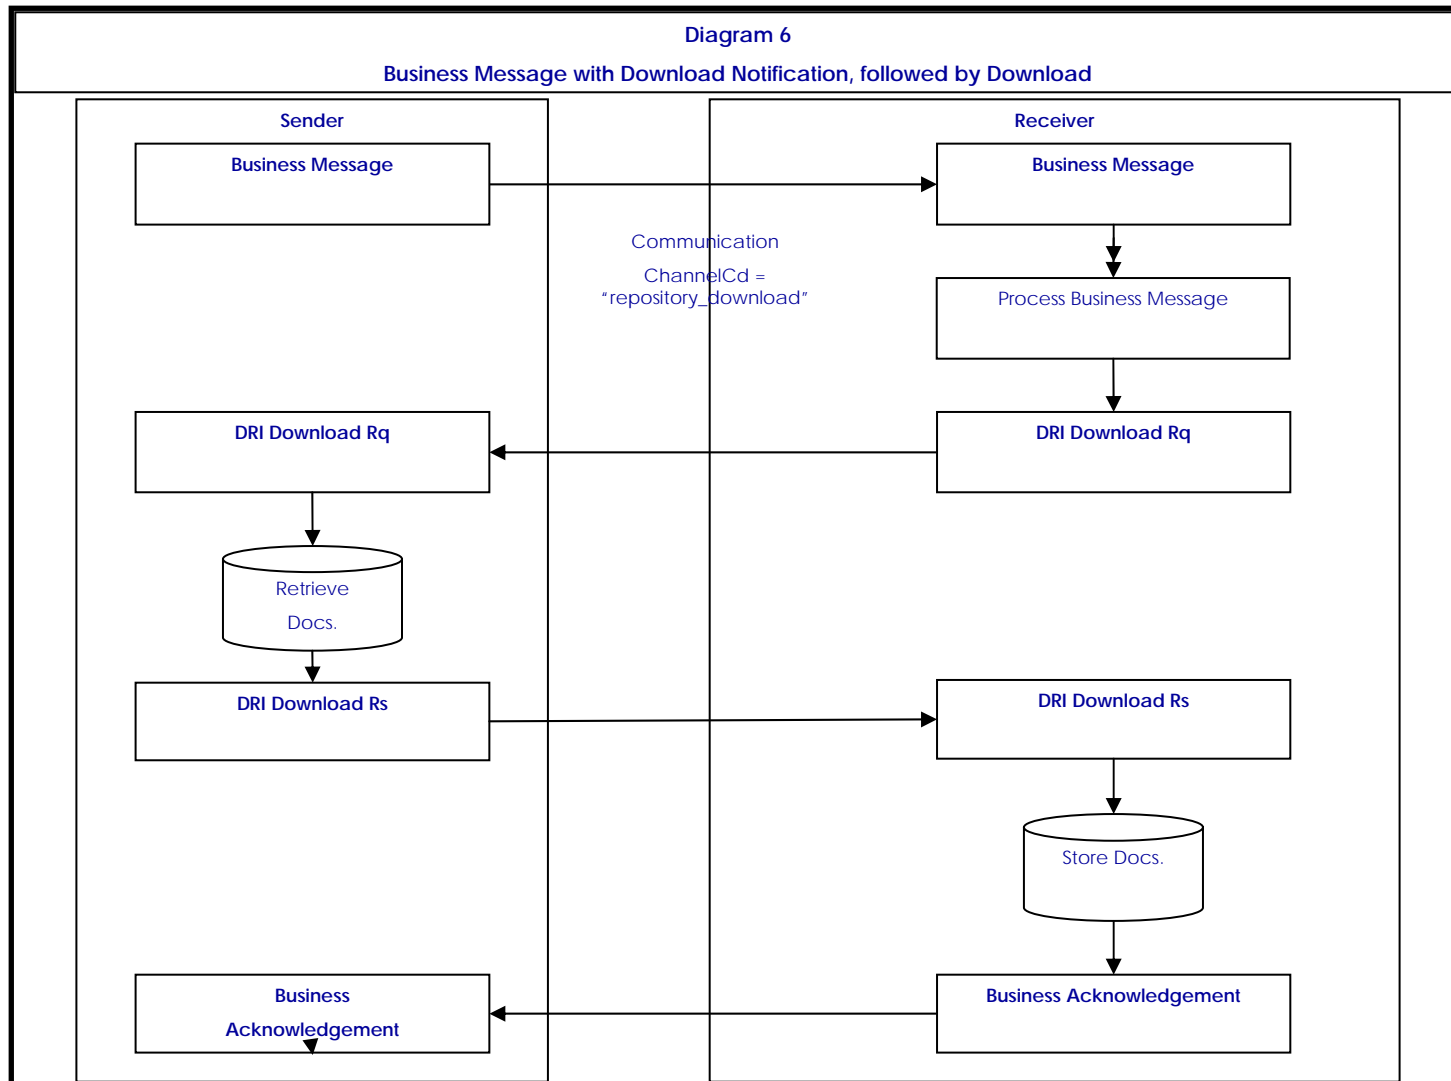 Diagram 6
Business Message with Download Notification, followed by Download
Sender
Receiver
Business Message
Business Message
Communication
ChannelCd =
“repository_download”
Process Business Message
DRI Download Rq
DRI Download Rq
Retrieve
Docs.
DRI Download Rs
DRI Download Rs
Store Docs.
Business
Acknowledgement
Business Acknowledgement